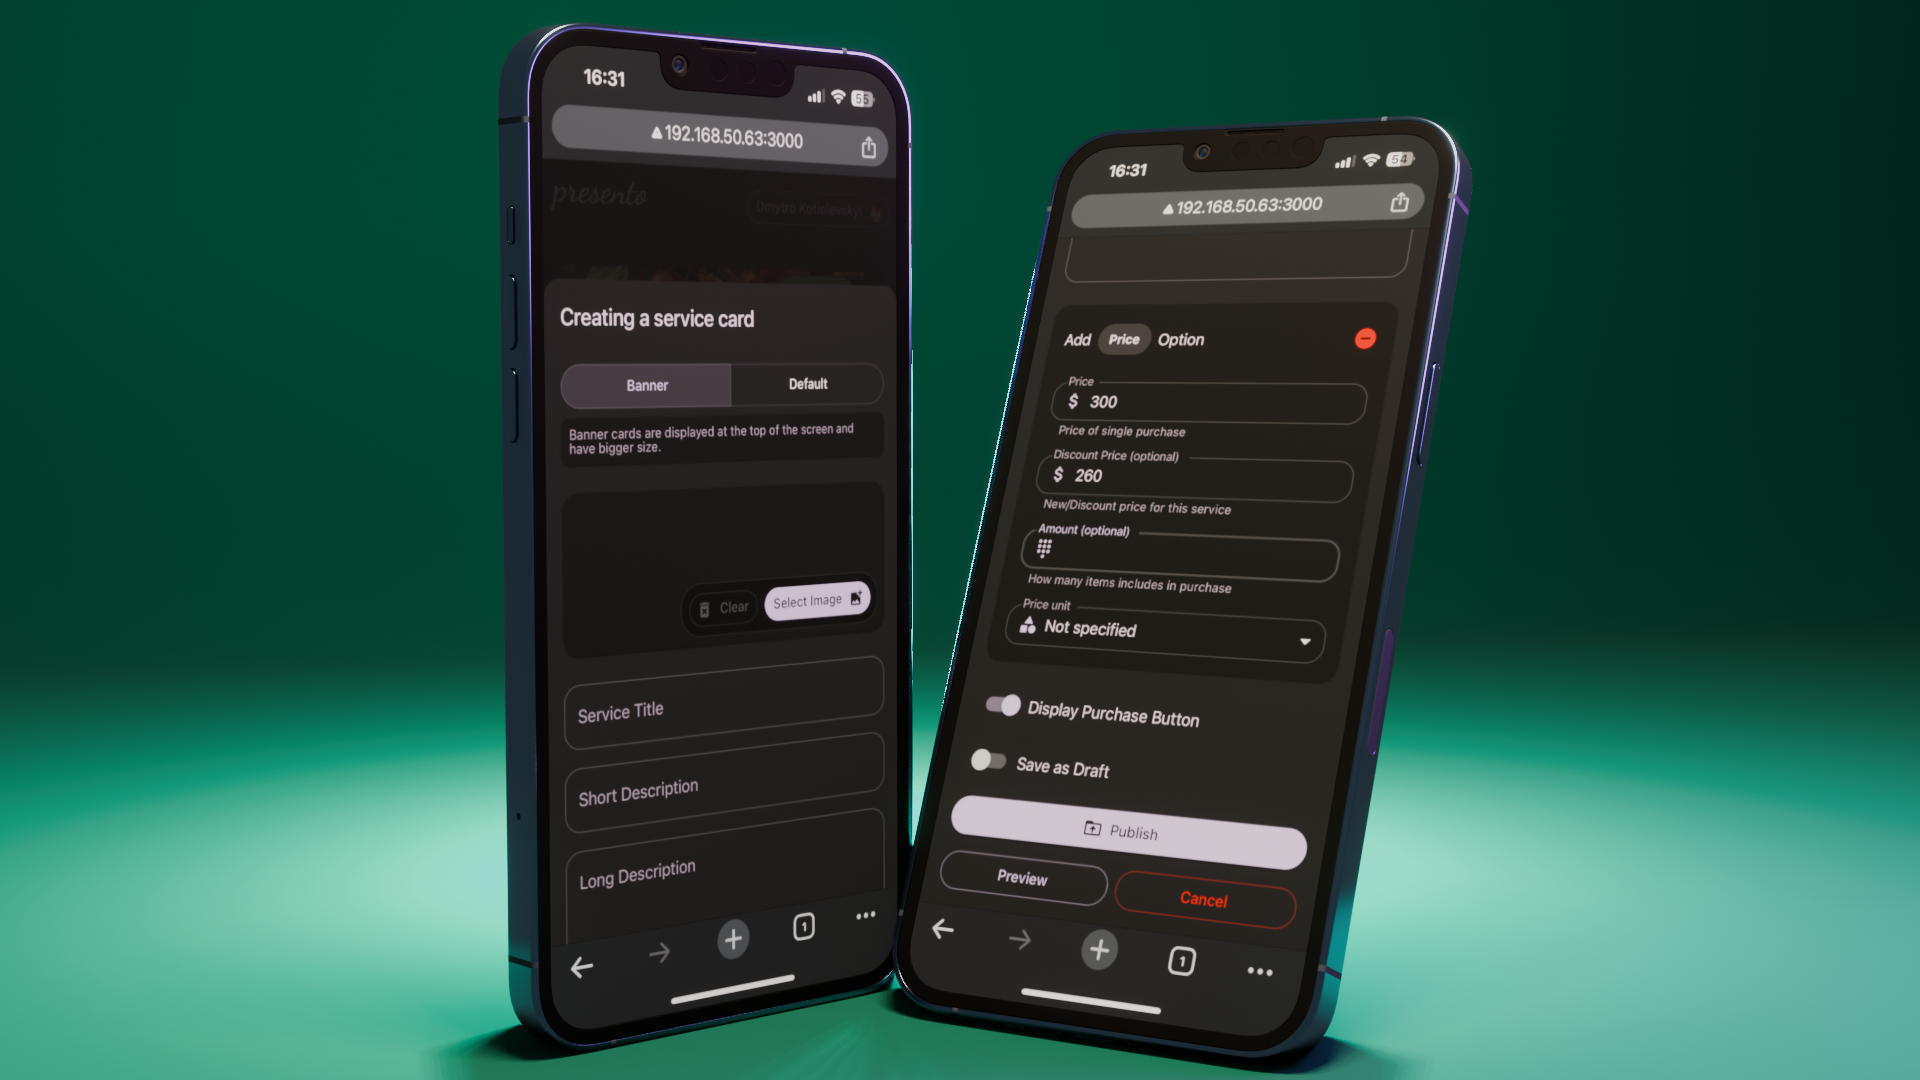 16:31
55
192.168.50.63:3000
presento
Dmytro Kotielevskyi
Creating a service card
Banner
Default
Banner cards are displayed at the top of the screen and
have bigger size.
Clear
Select Image
Service Title
Short Description
Long Description
1
16:31
54
192.168.50.63:3000
Add Price Option
Price
$ 300
Price of single purchase
Discount Price (optional)
$ 260
New/Discount price for this service
Amount (optional)
How many items includes in purchase
Price unit
Not specified
Display Purchase Button
Save as Draft
Publish
Preview
Cancel
1